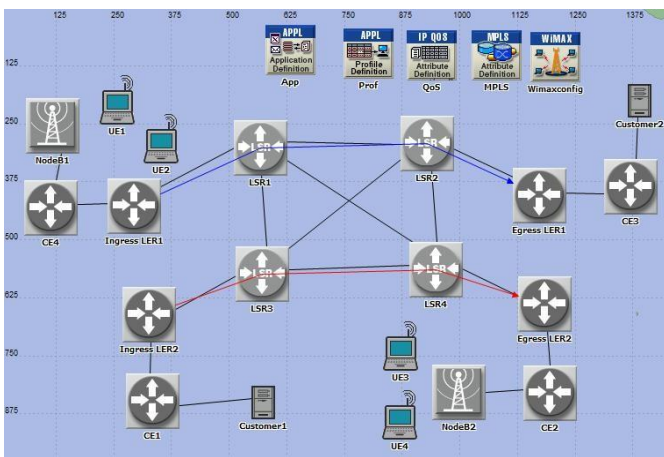 125 250 375 500 625 750 875 1000 1125 1250 1375
125
250
375
500
625
750
875
APPL
Application
Definition
App
APPL
Profile
Definition
Prof
IP QOS
Attribute
Definition
QoS
MPLS
Attribute
Definition
MPLS
WiMAX
Wimaxconfig
UE1
UE2
NodeB1
Customer2
LSR
LSR1
LSR
LSR2
CE4
Ingress LER1
Egress LER1
CE3
LSR
LSR3
LSR
LSR4
Ingress LER2
Egress LER2
UE3
CE1
Customer1
UE4
NodeB2
CE2